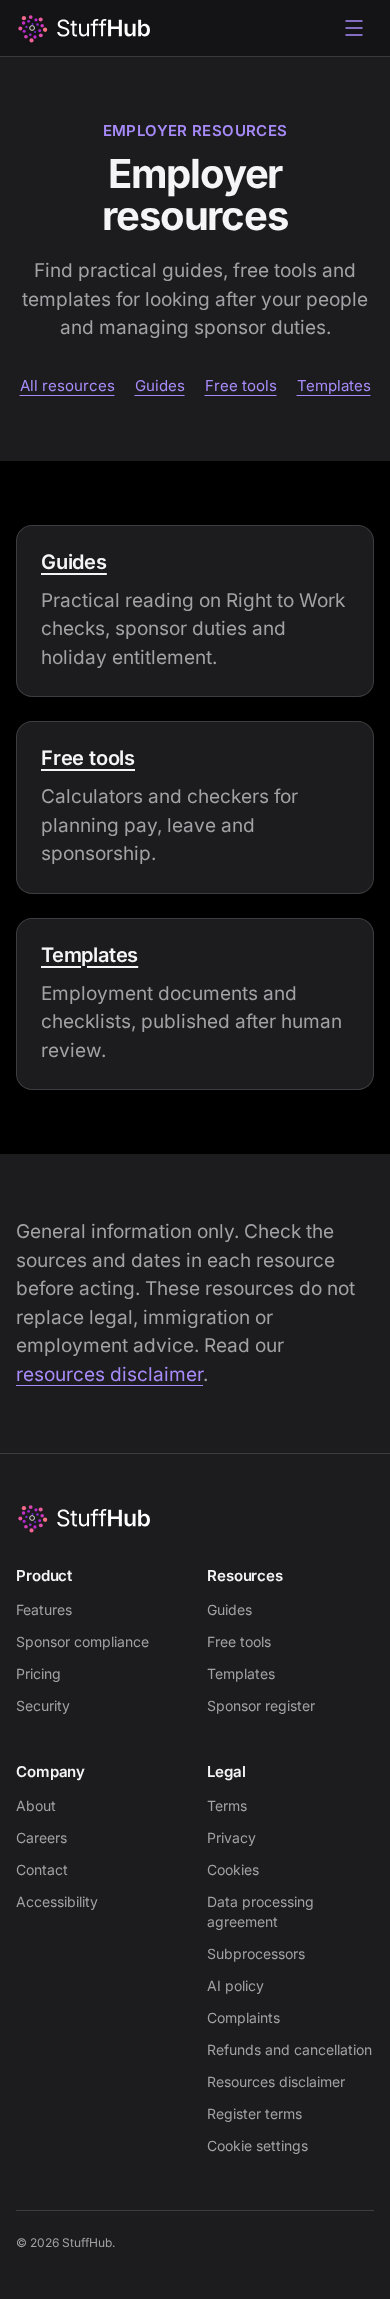 StuffHub
EMPLOYER RESOURCES
Employer
resources
Find practical guides, free tools and
templates for looking after your people
and managing sponsor duties.
All resources Guides Free tools Templates
Guides
Practical reading on Right to Work
checks, sponsor duties and
holiday entitlement.
Free tools
Calculators and checkers for
planning pay, leave and
sponsorship.
Templates
Employment documents and
checklists, published after human
review.
General information only. Check the
sources and dates in each resource
before acting. These resources do not
replace legal, immigration or
employment advice. Read our
resources disclaimer.
StuffHub
Product
Features
Sponsor compliance
Pricing
Security
Resources
Guides
Free tools
Templates
Sponsor register
Company
About
Careers
Contact
Accessibility
Legal
Terms
Privacy
Cookies
Data processing
agreement
Subprocessors
AI policy
Complaints
Refunds and cancellation
Resources disclaimer
Register terms
Cookie settings
© 2026 StuffHub.